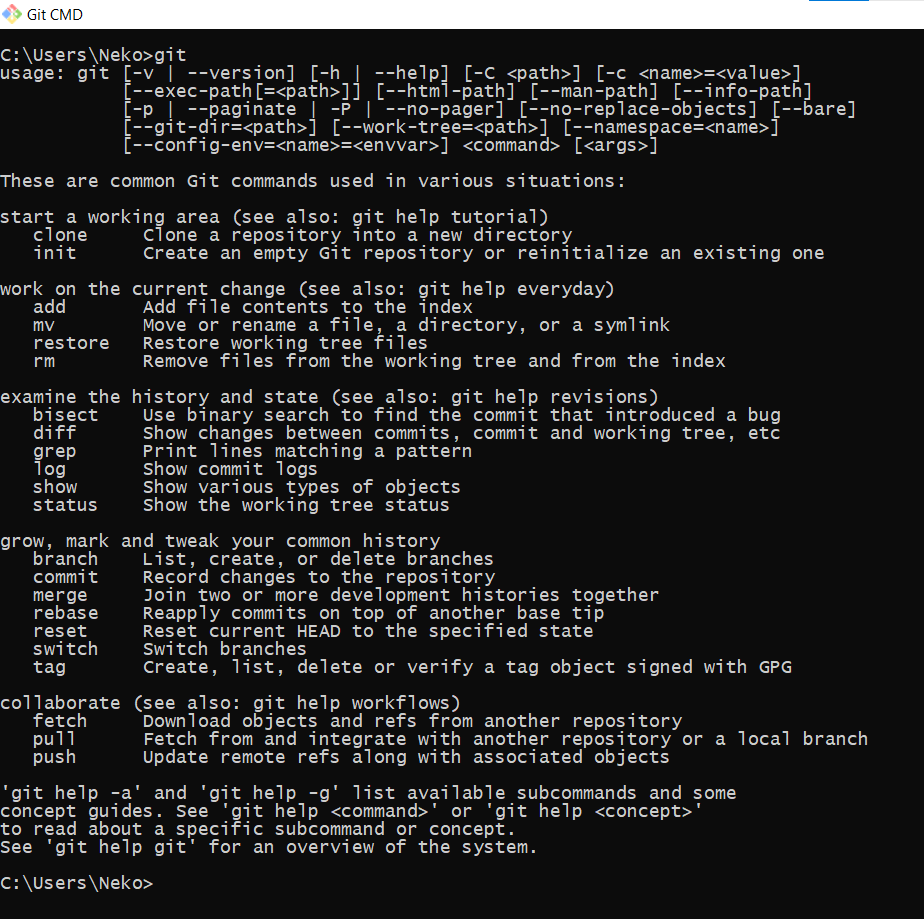 Git CMD
C:\Users\Neko>git
usage: git [-v | --version] [-h | --help] [-C <path>] [-c <name>=<value>]
           [--exec-path[=<path>]] [--html-path] [--man-path] [--info-path]
           [-p | --paginate | -P | --no-pager] [--no-replace-objects] [--bare]
           [--git-dir=<path>] [--work-tree=<path>] [--namespace=<name>]
           [--config-env=<name>=<envvar>] <command> [<args>]

These are common Git commands used in various situations:

start a working area (see also: git help tutorial)
   clone     Clone a repository into a new directory
   init      Create an empty Git repository or reinitialize an existing one

work on the current change (see also: git help everyday)
   add       Add file contents to the index
   mv        Move or rename a file, a directory, or a symlink
   restore   Restore working tree files
   rm        Remove files from the working tree and from the index

examine the history and state (see also: git help revisions)
   bisect    Use binary search to find the commit that introduced a bug
   diff      Show changes between commits, commit and working tree, etc
   grep      Print lines matching a pattern
   log       Show commit logs
   show      Show various types of objects
   status    Show the working tree status

grow, mark and tweak your common history
   branch    List, create, or delete branches
   commit    Record changes to the repository
   merge     Join two or more development histories together
   rebase    Reapply commits on top of another base tip
   reset     Reset current HEAD to the specified state
   switch    Switch branches
   tag       Create, list, delete or verify a tag object signed with GPG

collaborate (see also: git help workflows)
   fetch     Download objects and refs from another repository
   pull      Fetch from and integrate with another repository or a local branch
   push      Update remote refs along with associated objects

'git help -a' and 'git help -g' list available subcommands and some
concept guides. See 'git help <command>' or 'git help <concept>'
to read about a specific subcommand or concept.
See 'git help git' for an overview of the system.

C:\Users\Neko>